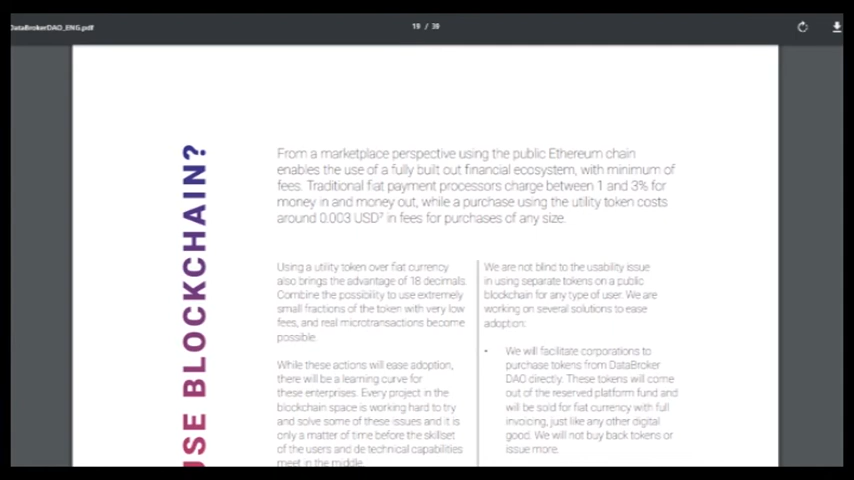 DataBrokerDAO_ENG.pdf
19 / 39
USE BLOCKCHAIN?
From a marketplace perspective using the public Ethereum chain
enables the use of a fully built out financial ecosystem, with minimum of
fees. Traditional fiat payment processors charge between 1 and 3% for
money in and money out, while a purchase using the utility token costs
around 0.003 USD⁷ in fees for purchases of any size.
Using a utility token over fiat currency
also brings the advantage of 18 decimals.
Combine the possibility to use extremely
small fractions of the token with very low
fees, and real microtransactions become
possible.
While these actions will ease adoption,
there will be a learning curve for
these enterprises. Every project in the
blockchain space is working hard to try
and solve some of these issues and it is
only a matter of time before the skillset
of the users and de technical capabilities
meet in the middle.
We are not blind to the usability issue
in using separate tokens on a public
blockchain for any type of user. We are
working on several solutions to ease
adoption:
• We will facilitate corporations to
purchase tokens from DataBroker
DAO directly. These tokens will come
out of the reserved platform fund and
will be sold for fiat currency with full
invoicing, just like any other digital
good. We will not buy back tokens or
issue more.